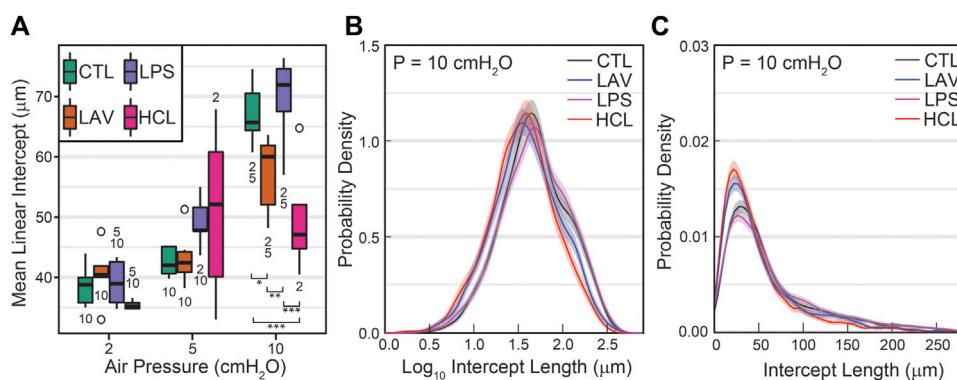 A
CTL LPS
LAV HCL
Mean Linear Intercept (μm)
70
60
50
40
2
2
5
2
5
2
5
5
10
5
10
10
10
10
2
10
10
2
*
**
***
***
2 5 10
Air Pressure (cmH2O)
B
P = 10 cmH2O
CTL
LAV
LPS
HCL
Probability Density
1.5
1.0
0.5
0.0
0.0 0.5 1.0 1.5 2.0 2.5
Log10 Intercept Length (μm)
C
P = 10 cmH2O
CTL
LAV
LPS
HCL
Probability Density
0.03
0.02
0.01
0.00
0 50 100 150 200 250
Intercept Length (μm)